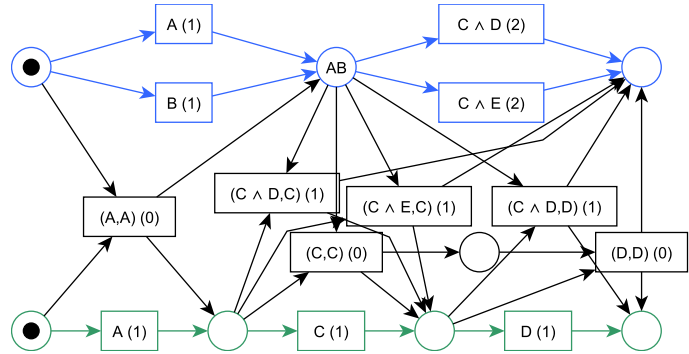 A (1)
C ∧ D (2)
AB
B (1)
C ∧ E (2)
(C ∧ D,C) (1)
(C ∧ E,C) (1)
(C ∧ D,D) (1)
(A,A) (0)
(C,C) (0)
(D,D) (0)
A (1)
C (1)
D (1)